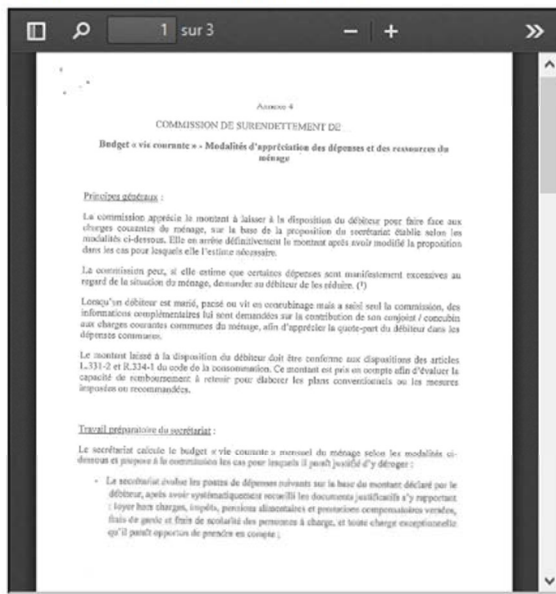 1 sur 3
Annexe 4
COMMISSION DE SURENDETTEMENT DE ...
Budget « vie courante » - Modalités d'appréciation des dépenses et des ressources du
ménage
Principes généraux :
La commission apprécie le montant à laisser à la disposition du débiteur pour faire face aux
charges courantes du ménage, sur la base de la proposition du secrétariat établie selon les
modalités ci-dessous. Elle en arrête définitivement le montant après avoir modifié la proposition
dans les cas pour lesquels elle l'estime nécessaire.
La commission peut, si elle estime que certaines dépenses sont manifestement excessives au
regard de la situation du ménage, demander au débiteur de les réduire. (¹)
Lorsqu'un débiteur est marié, pacsé ou vit en concubinage mais a saisi seul la commission, des
informations complémentaires lui sont demandées sur la contribution de son conjoint / concubin
aux charges courantes communes du ménage, afin d'apprécier la quote-part du débiteur dans les
dépenses communes.
Le montant laissé à la disposition du débiteur doit être conforme aux dispositions des articles
L.331-2 et R.334-1 du code de la consommation. Ce montant est pris en compte afin d'évaluer la
capacité de remboursement à retenir pour élaborer les plans conventionnels ou les mesures
imposées ou recommandées.
Travail préparatoire du secrétariat :
Le secrétariat calcule le budget « vie courante » mensuel du ménage selon les modalités ci-
dessous et propose à la commission les cas pour lesquels il paraît justifié d'y déroger :
- Le secrétariat évalue les postes de dépenses suivants sur la base du montant déclaré par le
débiteur, après avoir systématiquement recueilli les documents justificatifs s'y rapportant
: loyer hors charges, impôts, pensions alimentaires et prestations compensatoires versées,
frais de garde et frais de scolarité des personnes à charge, et toute charge exceptionnelle
qu'il paraît opportun de prendre en compte ;